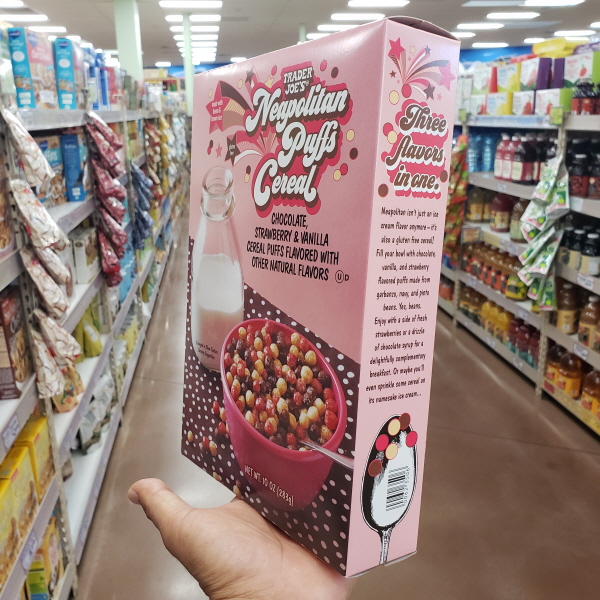 TRADER
JOE'S
Neapolitan
Puffs
Cereal
CHOCOLATE,
STRAWBERRY & VANILLA
CEREAL PUFFS FLAVORED WITH
OTHER NATURAL FLAVORS
U D
NET WT. 10 OZ (283g)
Three
flavors
in one.
Neapolitan isn't just an ice
cream flavor anymore—it's
also a gluten free cereal!
Fill your bowl with chocolate,
vanilla, and strawberry
flavored puffs made from
garbanzo, navy, and pinto
beans. Yes, beans.
Enjoy with a side of fresh
strawberries or a drizzle
of chocolate syrup for a
delightfully complementary
breakfast. Or maybe you'll
even sprinkle some cereal on
its namesake ice cream...